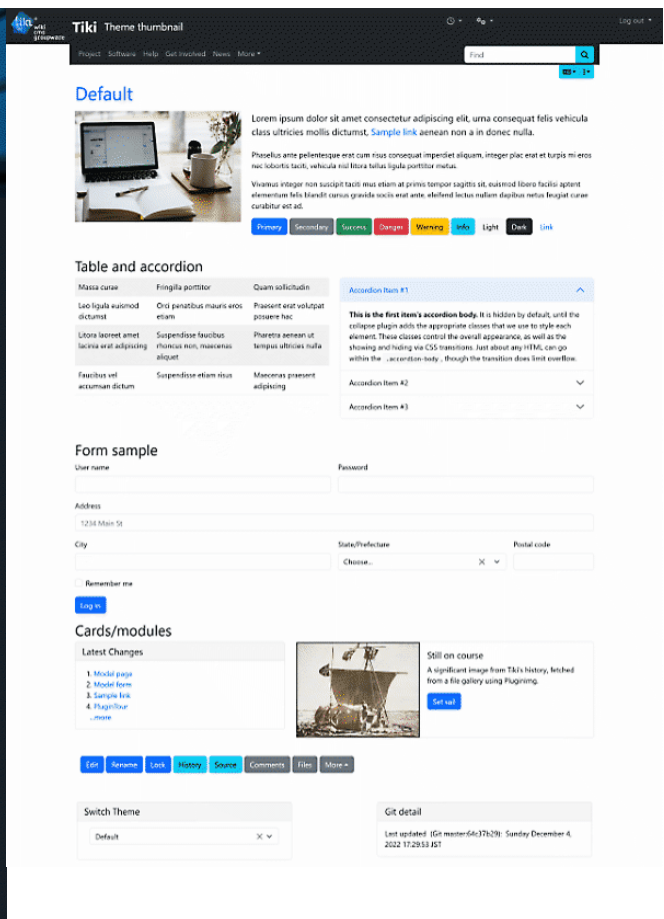 tiki wiki
cms
groupware
Tiki Theme thumbnail
Log out
Project Software Help Get Involved News More
Find
Default
Lorem ipsum dolor sit amet consectetur adipiscing elit, urna consequat felis vehicula
class ultricies mollis dictumst, Sample link aenean non a in donec nulla.
Phasellus ante pellentesque erat cum risus consequat imperdiet aliquam, integer plac erat et turpis mi eros
nec lobortis taciti, vehicula nisl litora tellus ligula porttitor metus.
Vivamus integer non suscipit taciti mus etiam at primis tempor sagittis sit, euismod libero facilisi aptent
elementum felis blandit cursus gravida sociis erat ante, eleifend lectus nullam dapibus netus feugiat curae
curabitur est ad.
Primary Secondary Success Danger Warning Info Light Dark Link
Table and accordion
Massa curae Fringilla porttitor Quam sollicitudin
Leo ligula euismod Orci penatibus mauris eros Praesent erat volutpat
dictumst etiam posuere hac
Litora laoreet amet Suspendisse faucibus Pharetra aenean ut
lacinia erat adipiscing rhoncus non, maecenas tempus ultricies nulla
aliquet
Faucibus vel Suspendisse etiam risus Maecenas praesent
accumsan dictum adipiscing
Accordion Item #1
This is the first item's accordion body. It is hidden by default, until the
collapse plugin adds the appropriate classes that we use to style each
element. These classes control the overall appearance, as well as the
showing and hiding via CSS transitions. Just about any HTML can go
within the .accordion-body , though the transition does limit overflow.
Accordion Item #2
Accordion Item #3
Form sample
User name Password
Address
1234 Main St
City State/Prefecture Postal code
Choose...
Remember me
Log in
Cards/modules
Latest Changes
1. Model page
2. Model form
3. Sample link
4. PluginTour
...more
Still on course
A significant image from Tiki's history, fetched
from a file gallery using PluginImg.
Set sail
Edit Rename Lock History Source Comments Files More
Switch Theme
Default
Git detail
Last updated (Git master:64c37b29): Sunday December 4,
2022 17:29:53 JST